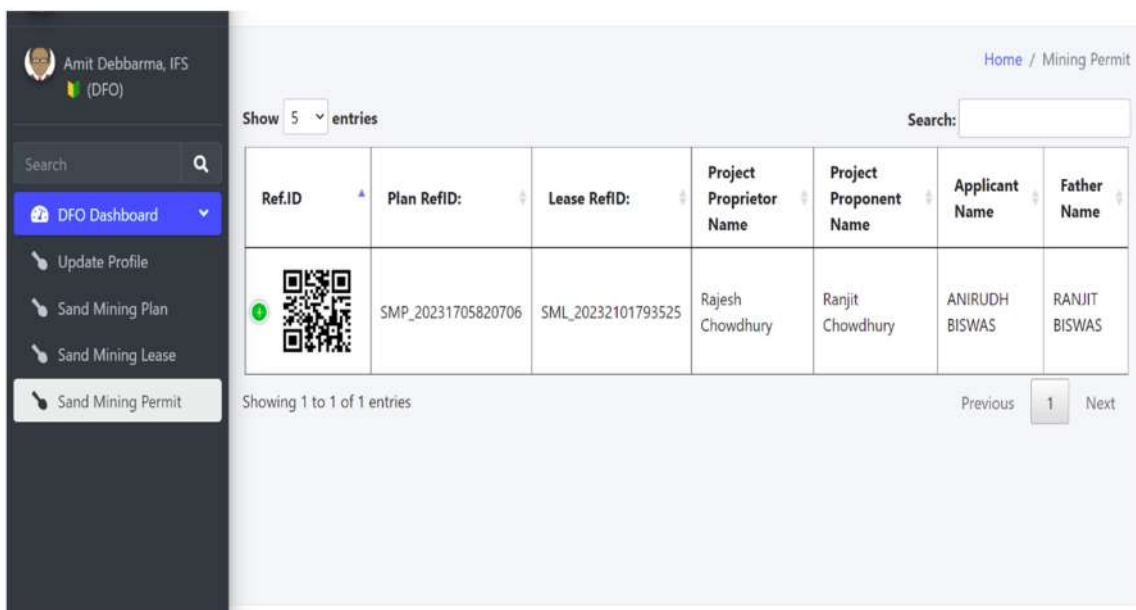 Amit Debbarma, IFS
(DFO)
Search
DFO Dashboard
Update Profile
Sand Mining Plan
Sand Mining Lease
Sand Mining Permit
Home / Mining Permit
Show 5 entries
Search:
Ref.ID
Plan RefID:
Lease RefID:
Project
Proprietor
Name
Project
Proponent
Name
Applicant
Name
Father
Name
SMP_20231705820706
SML_20232101793525
Rajesh
Chowdhury
Ranjit
Chowdhury
ANIRUDH
BISWAS
RANJIT
BISWAS
Showing 1 to 1 of 1 entries
Previous 1 Next